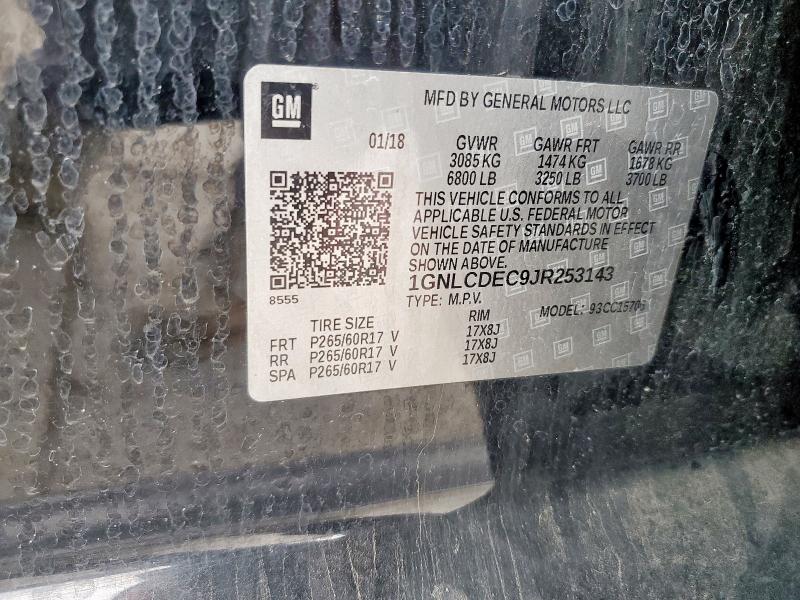 GM
MFD BY GENERAL MOTORS LLC
01/18 GVWR GAWR FRT GAWR RR
3085 KG 1474 KG 1678 KG
6800 LB 3250 LB 3700 LB
THIS VEHICLE CONFORMS TO ALL
APPLICABLE U.S. FEDERAL MOTOR
VEHICLE SAFETY STANDARDS IN EFFECT
ON THE DATE OF MANUFACTURE
SHOWN ABOVE.
1GNLCDEC9JR253143
8555
TYPE: M.P.V. MODEL: 93CC15706
TIRE SIZE RIM
FRT P265/60R17 V 17X8J
RR P265/60R17 V 17X8J
SPA P265/60R17 V 17X8J